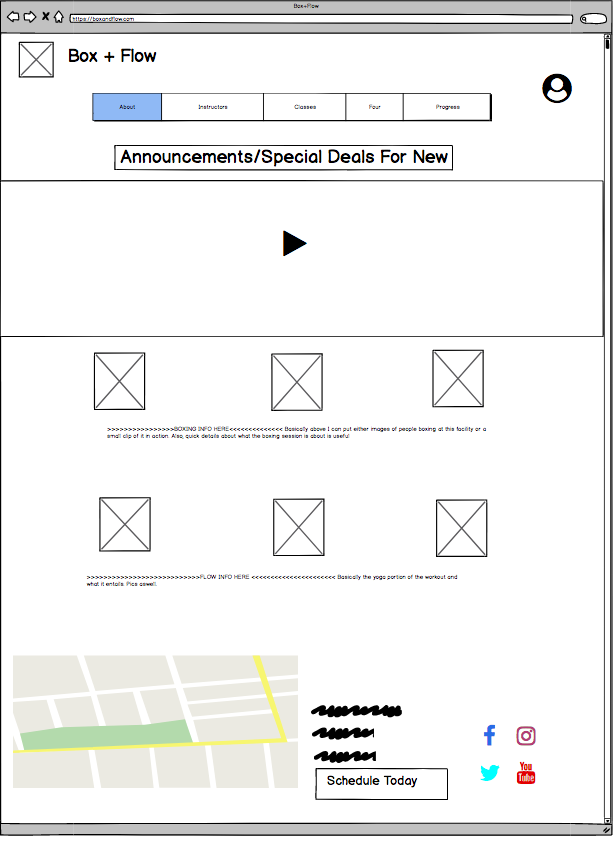 Box+Flow
https://boxandflow.com
Box + Flow
About Instructors Classes Four Progress
Announcements/Special Deals For New
>>>>>>>>>>>>>>>>BOXING INFO HERE<<<<<<<<<<<<<< Basically above I can put either images of people boxing at this facility or a
small clip of it in action. Also, quick details about what the boxing session is about is useful
>>>>>>>>>>>>>>>>>>>>>>>>>>>FLOW INFO HERE <<<<<<<<<<<<<<<<<<<<<<< Basically the yoga portion of the workout and
what it entails. Pics aswell.
Schedule Today
You
Tube